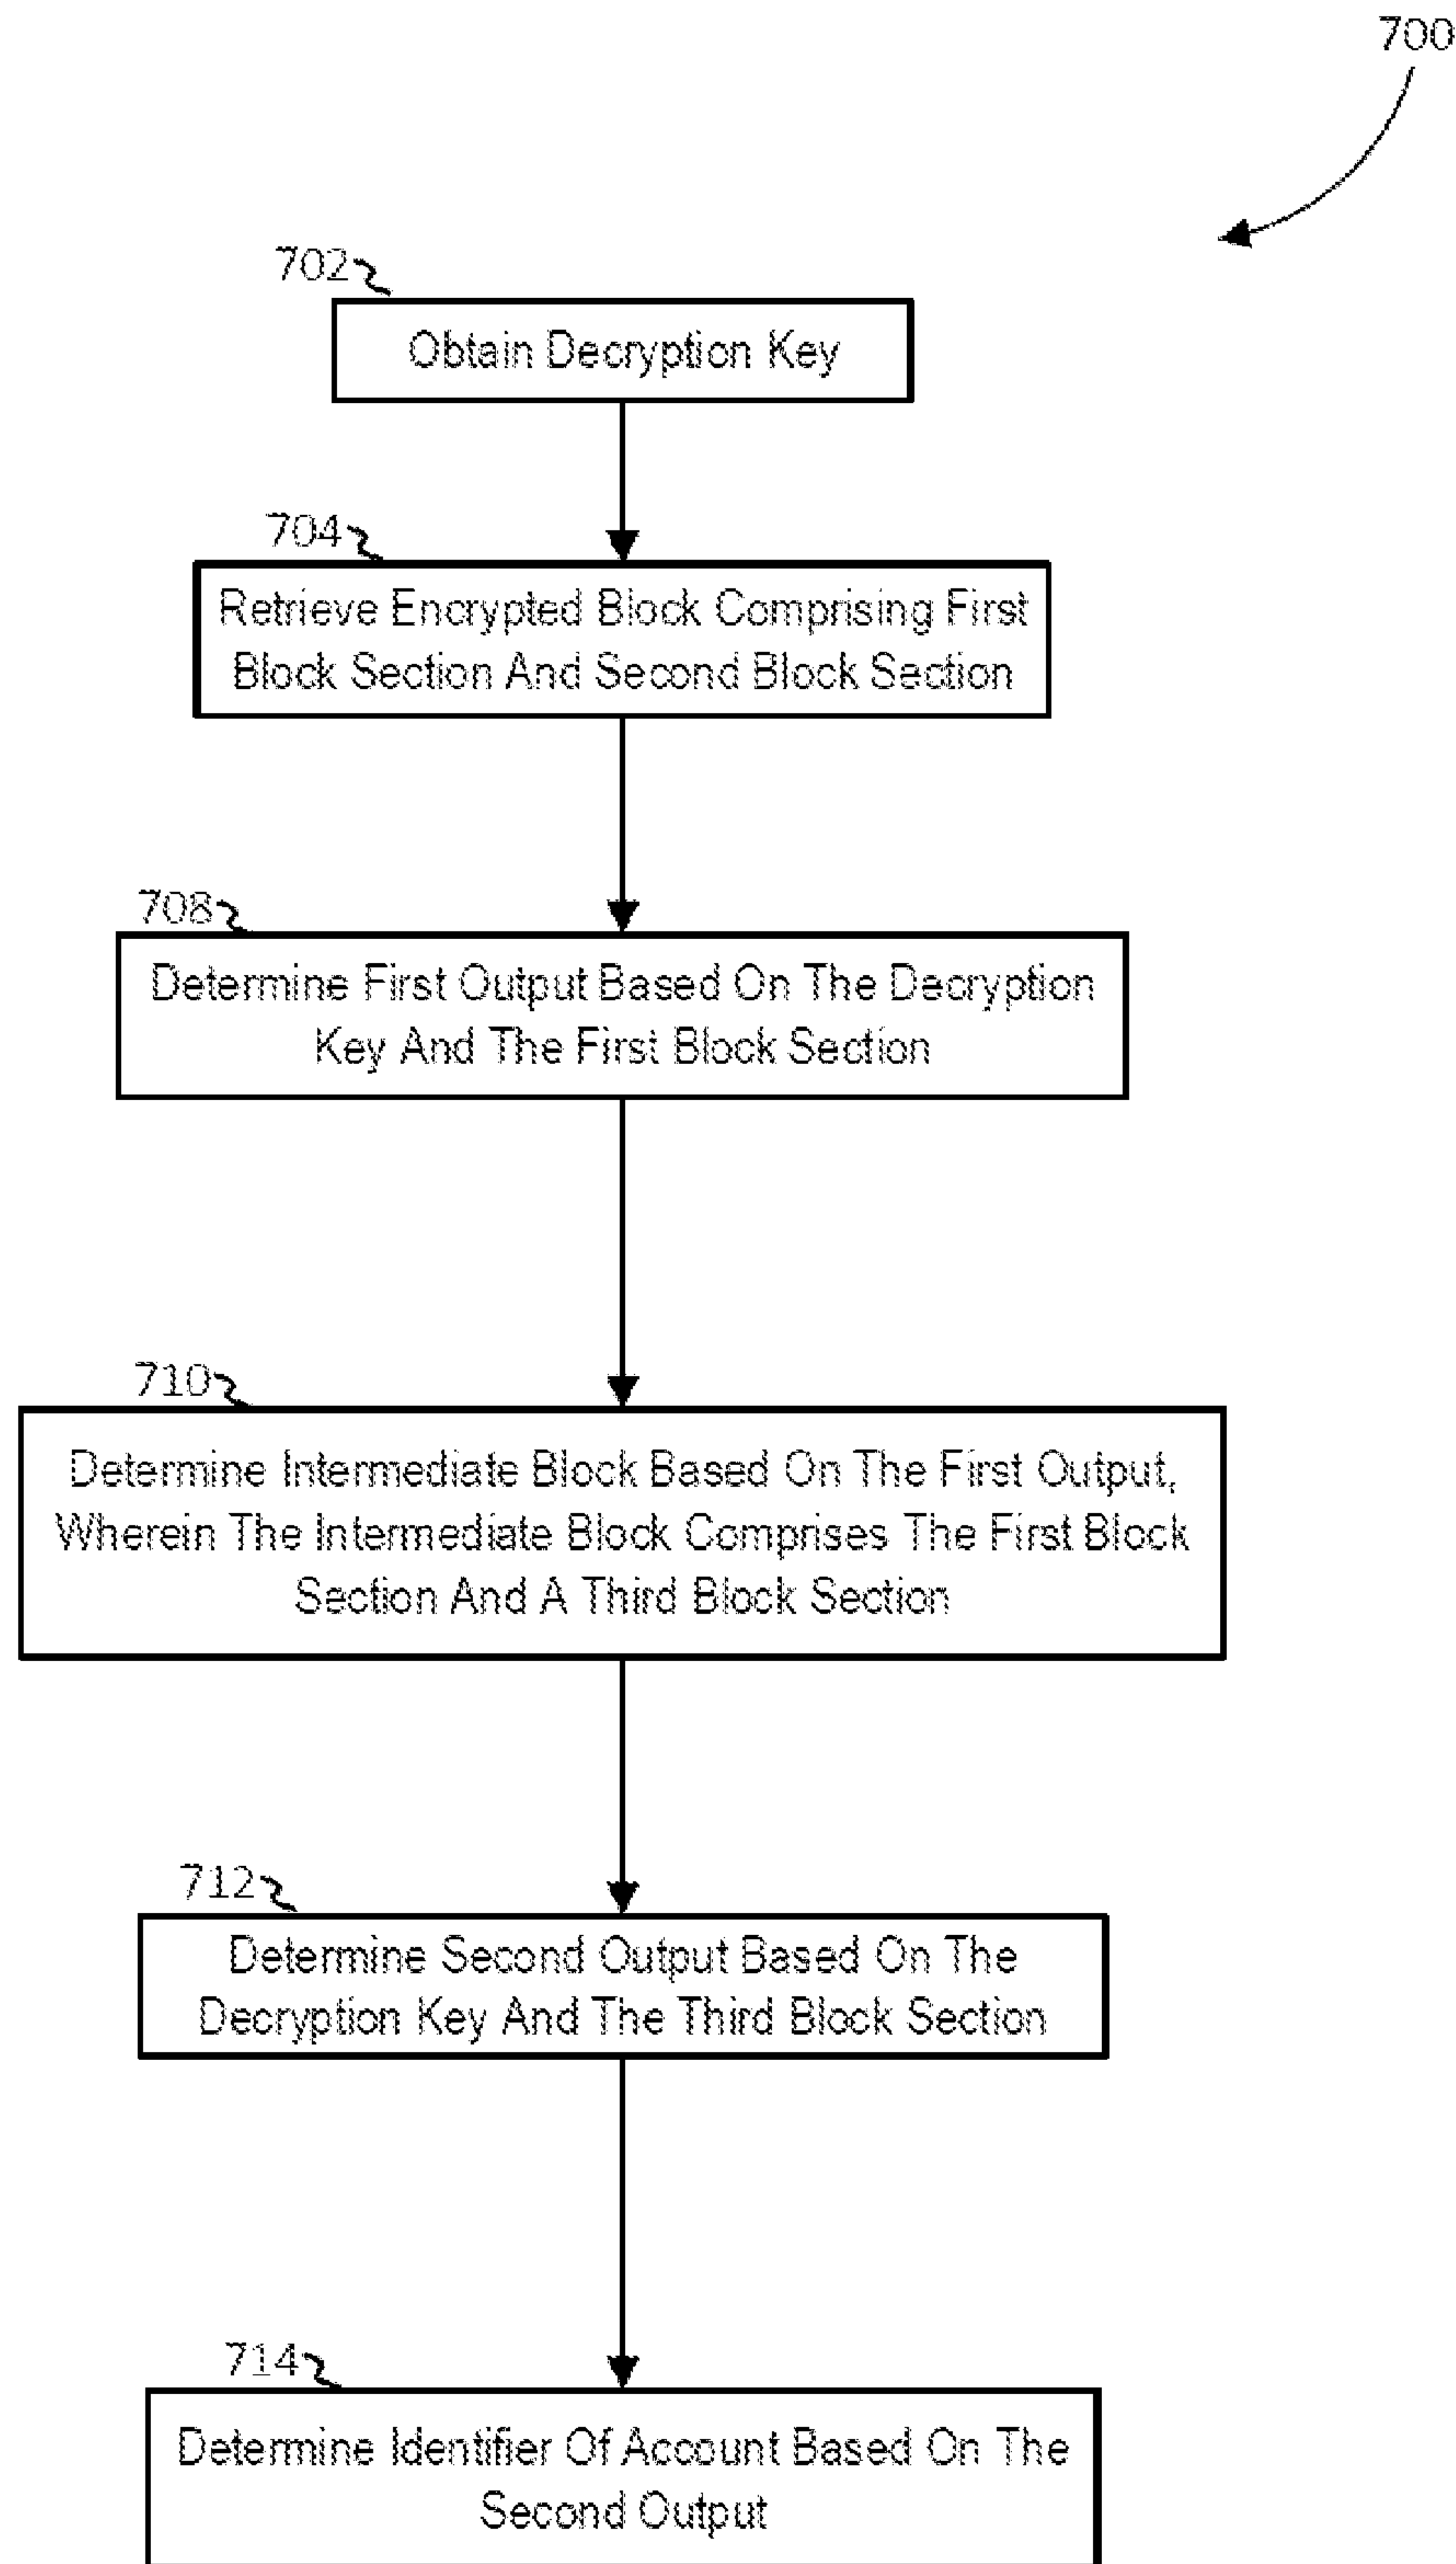 700
702
Obtain Decryption Key
704
Retrieve Encrypted Block Comprising First
Block Section And Second Block Section
708
Determine First Output Based On The Decryption
Key And The First Block Section
710
Determine Intermediate Block Based On The First Output,
Wherein The Intermediate Block Comprises The First Block
Section And A Third Block Section
712
Determine Second Output Based On The
Decryption Key And The Third Block Section
714
Determine Identifier Of Account Based On The
Second Output